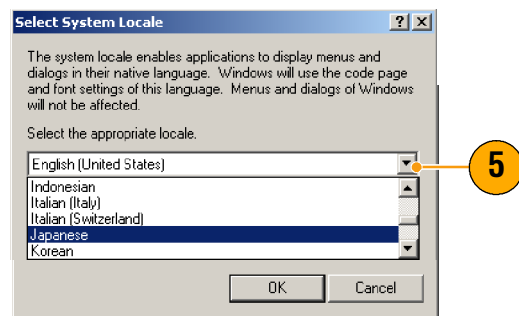 Select System Locale
The system locale enables applications to display menus and
dialogs in their native language. Windows will use the code page
and font settings of this language. Menus and dialogs of Windows
will not be affected.
Select the appropriate locale.
English (United States)
5
Indonesian
Italian (Italy)
Italian (Switzerland)
Japanese
Korean
OK
Cancel